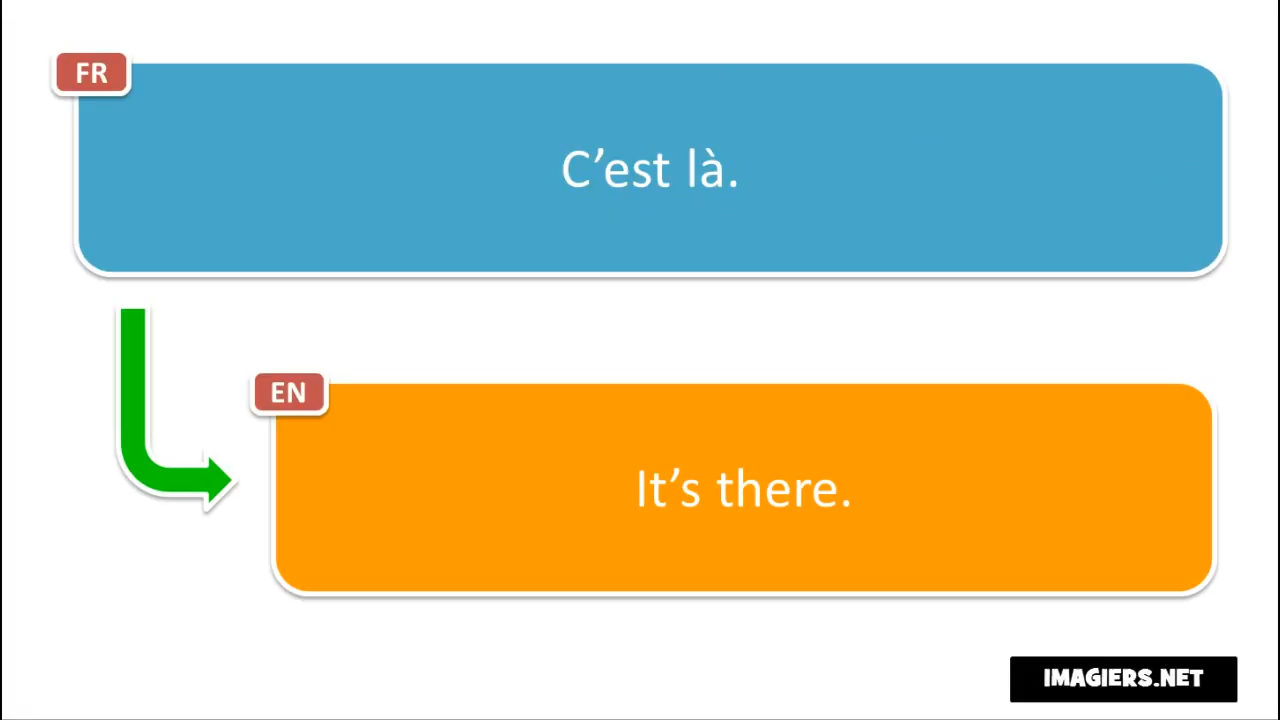 FR
C’est là.
EN
It’s there.
IMAGIERS.NET